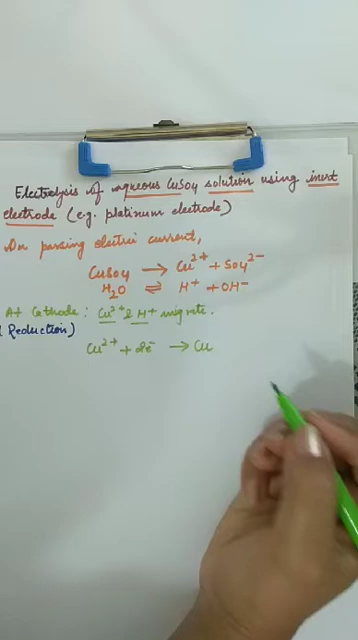 Electrolysis of aqueous CuSO4 solution using inert
electrode (e.g. platinum electrode)
On passing electric current,
CuSO4 → Cu²⁺ + SO4²⁻
H2O ⇌ H⁺ + OH⁻
At Cathode : Cu²⁺ & H⁺ migrate.
(Reduction)
Cu²⁺ + 2e⁻ → Cu